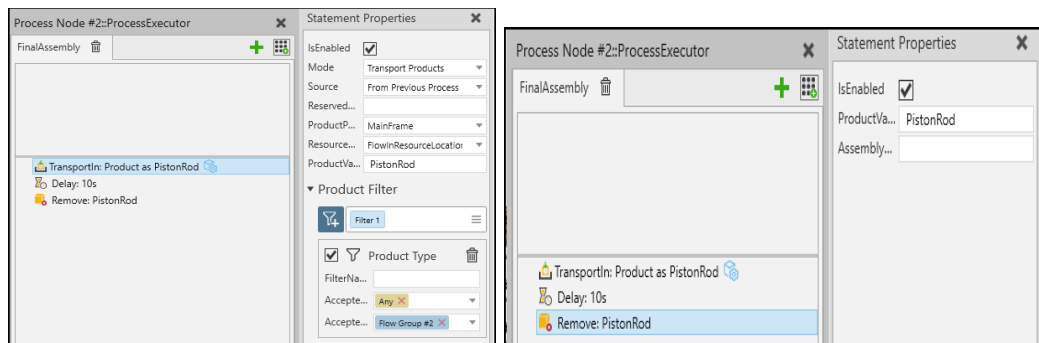 Process Node #2::ProcessExecutor
FinalAssembly
TransportIn: Product as PistonRod
Delay: 10s
Remove: PistonRod
Statement Properties
IsEnabled
Mode Transport Products
Source From Previous Process
Reserved...
ProductP... MainFrame
Resource... FlowInResourceLocation
ProductVa... PistonRod
Product Filter
Filter 1
Product Type
FilterNa...
Accepte... Any
Accepte... Flow Group #2
Process Node #2::ProcessExecutor
FinalAssembly
TransportIn: Product as PistonRod
Delay: 10s
Remove: PistonRod
Statement Properties
IsEnabled
ProductVa... PistonRod
Assembly...